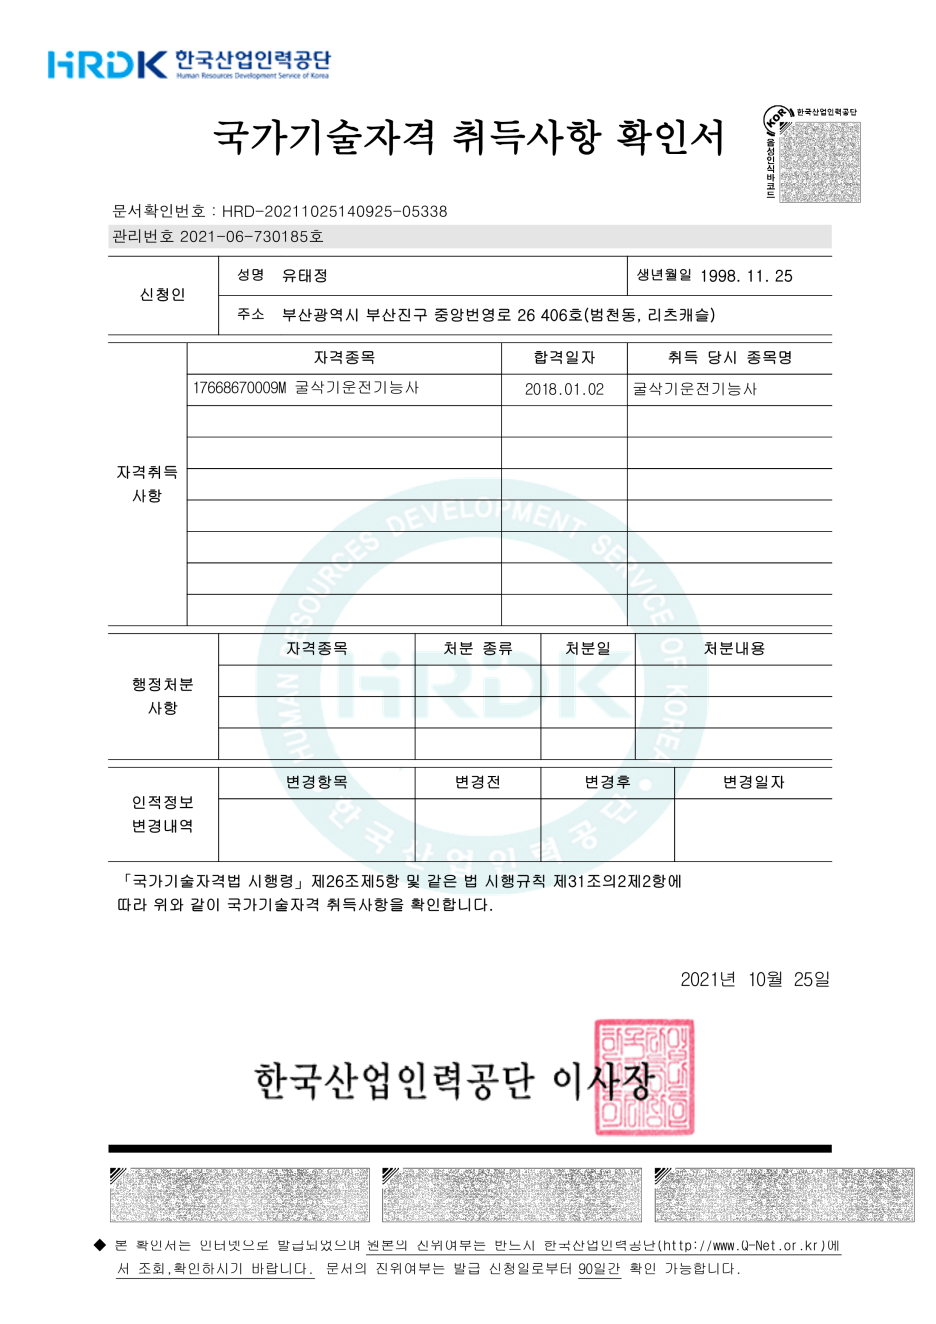 HRDK 한국산업인력공단
Human Resources Development Service of Korea
국가기술자격 취득사항 확인서
KOR 한국산업인력공단
음성인식바코드
문서확인번호 : HRD-20211025140925-05338
관리번호 2021-06-730185호
신청인
성명 유태정 생년월일 1998. 11. 25
주소 부산광역시 부산진구 중앙번영로 26 406호(범천동, 리츠캐슬)
자격취득 사항
자격종목 합격일자 취득 당시 종목명
17668670009M 굴삭기운전기능사 2018.01.02 굴삭기운전기능사
행정처분 사항
자격종목 처분 종류 처분일 처분내용
인적정보 변경내역
변경항목 변경전 변경후 변경일자
HUMAN RESOURCES DEVELOPMENT SERVICE OF KOREA
HRDK
한국산업인력공단
「국가기술자격법 시행령」제26조제5항 및 같은 법 시행규칙 제31조의2제2항에
따라 위와 같이 국가기술자격 취득사항을 확인합니다.
2021년 10월 25일
한국산업인력공단 이사장
◆ 본 확인서는 인터넷으로 발급되었으며 원본의 진위여부는 반드시 한국산업인력공단(http://www.Q-Net.or.kr)에
서 조회,확인하시기 바랍니다. 문서의 진위여부는 발급 신청일로부터 90일간 확인 가능합니다.